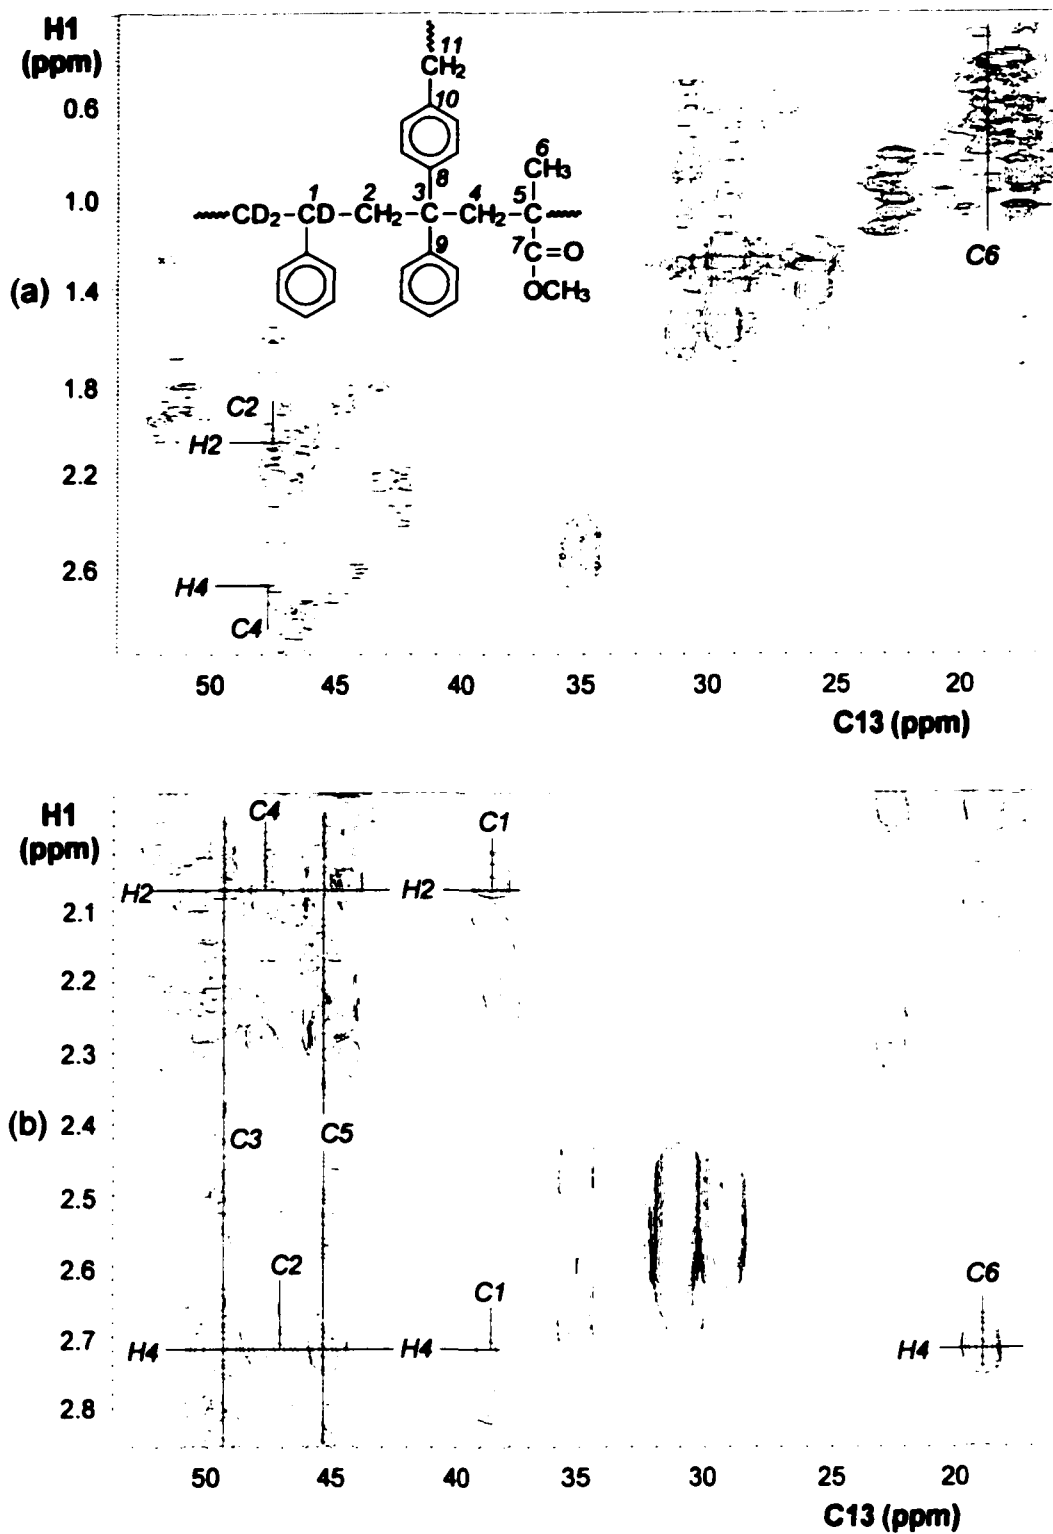 H1
(ppm)
0.6
1.0
1.4
1.8
2.2
2.6
(a)
11
CH2
10
8
6
CH3
1
2
3
4
5
CD2-CD-CH2-C-CH2-C
9
7
C=O
OCH3
C6
C2
H2
H4
C4
50 45 40 35 30 25 20
C13 (ppm)
H1
(ppm)
2.1
2.2
2.3
2.4
2.5
2.6
2.7
2.8
(b)
C4
C1
H2
H2
C3
C5
C2
C1
C6
H4
H4
H4
50 45 40 35 30 25 20
C13 (ppm)